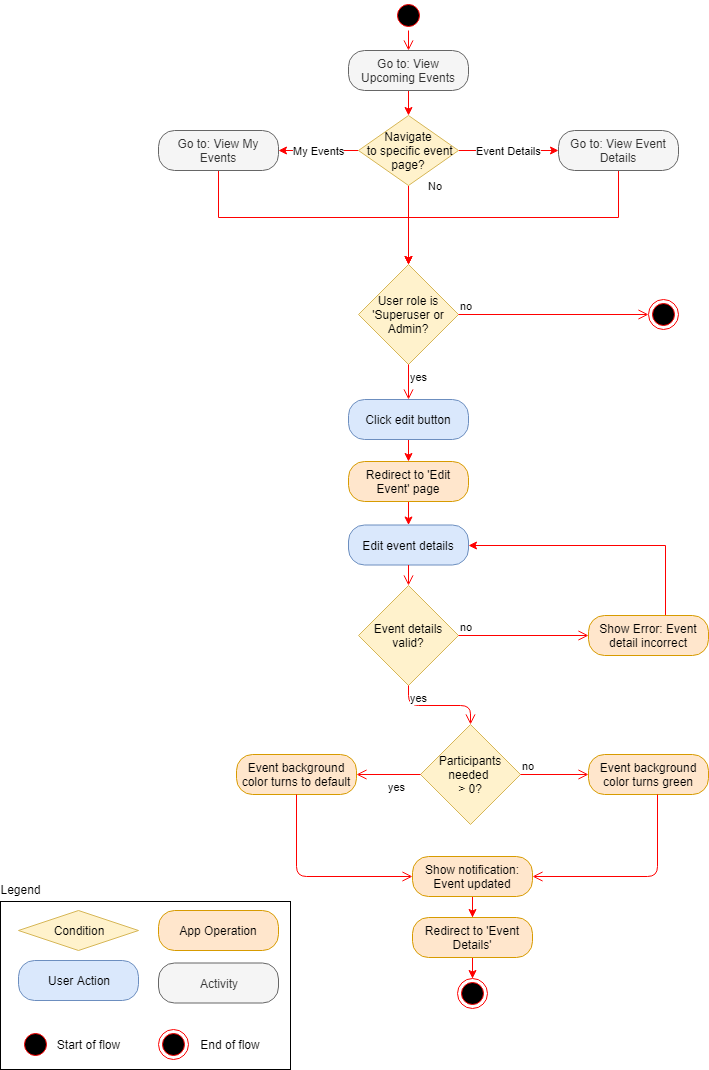 Go to: View
Upcoming Events
Navigate
to specific event
page?
Go to: View My
Events
My Events
Event Details
Go to: View Event
Details
No
User role is
'Superuser or
Admin?
no
yes
Click edit button
Redirect to 'Edit
Event' page
Edit event details
Event details
valid?
no
Show Error: Event
detail incorrect
yes
Participants
needed
> 0?
Event background
color turns to default
yes
no
Event background
color turns green
Show notification:
Event updated
Redirect to 'Event
Details'
Legend
Condition
App Operation
User Action
Activity
Start of flow
End of flow